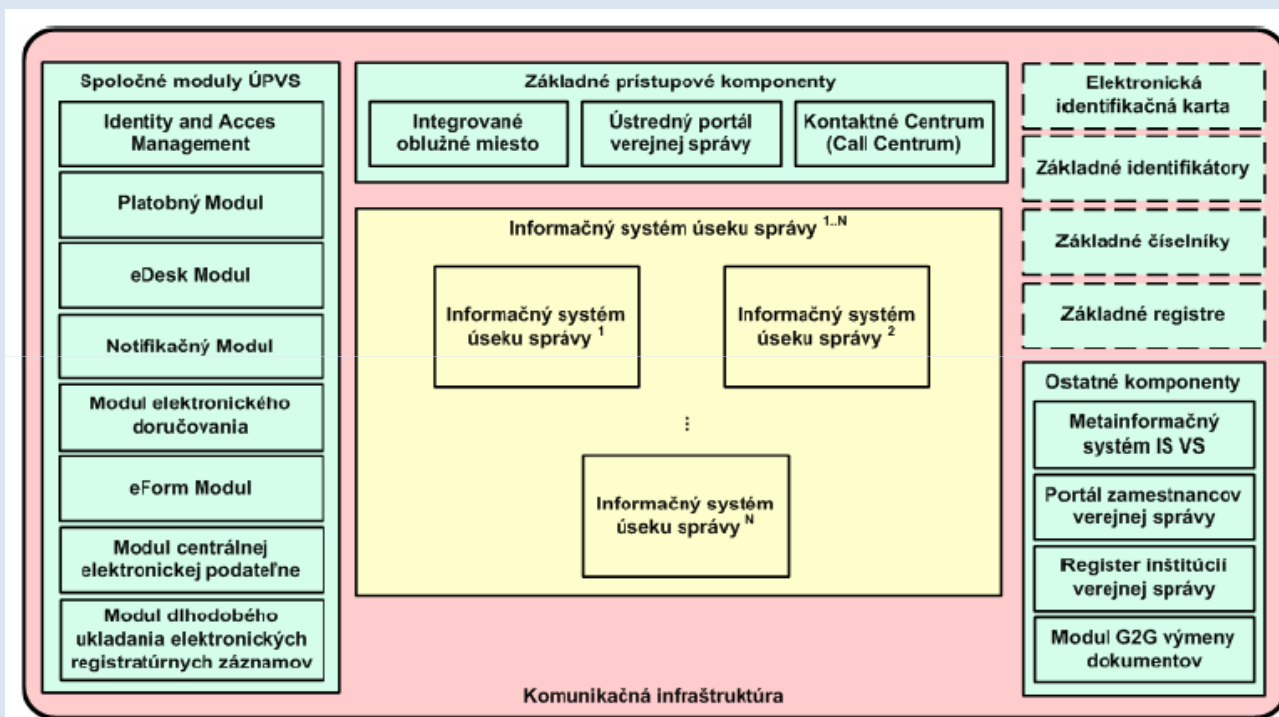 Spoločné moduly ÚPVS
Identity and Acces
Management
Platobný Modul
eDesk Modul
Notifikačný Modul
Modul elektronického
doručovania
eForm Modul
Modul centrálnej
elektronickej podateľne
Modul dlhodobého
ukladania elektronických
registratúrnych záznamov
Základné prístupové komponenty
Integrované
oblužné miesto
Ústredný portál
verejnej správy
Kontaktné Centrum
(Call Centrum)
Informačný systém úseku správy 1..N
Informačný systém
úseku správy 1
Informačný systém
úseku správy 2
⋮
Informačný systém
úseku správy N
Elektronická
identifikačná karta
Základné identifikátory
Základné číselníky
Základné registre
Ostatné komponenty
Metainformačný
systém IS VS
Portál zamestnancov
verejnej správy
Register inštitúcií
verejnej správy
Modul G2G výmeny
dokumentov
Komunikačná infraštruktúra